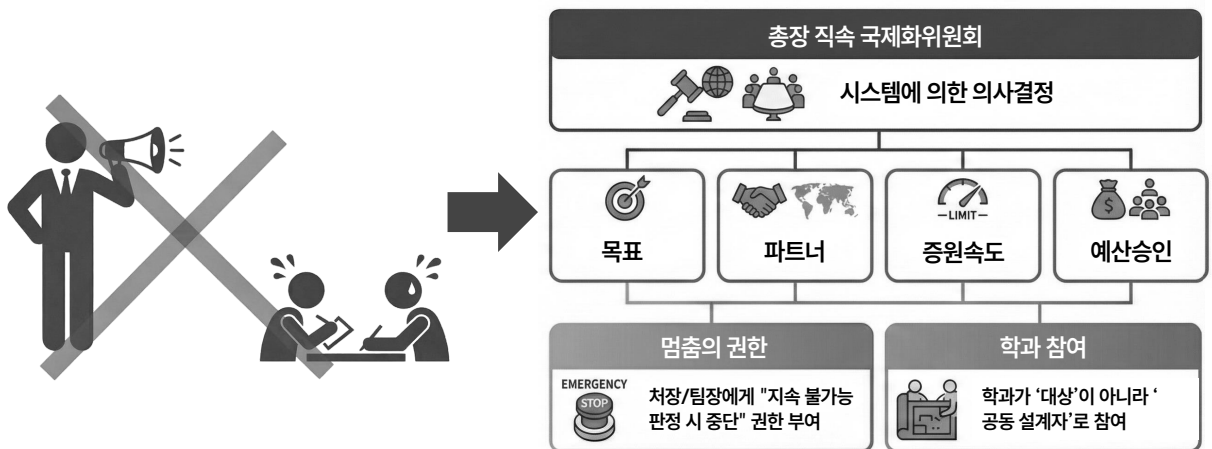 총장 직속 국제화위원회
시스템에 의한 의사결정
목표
파트너
LIMIT
증원속도
$
예산승인
멈춤의 권한
EMERGENCY
STOP
처장/팀장에게 "지속 불가능
판정 시 중단" 권한 부여
학과 참여
학과가 ‘대상’이 아니라 ‘
공동 설계자’로 참여